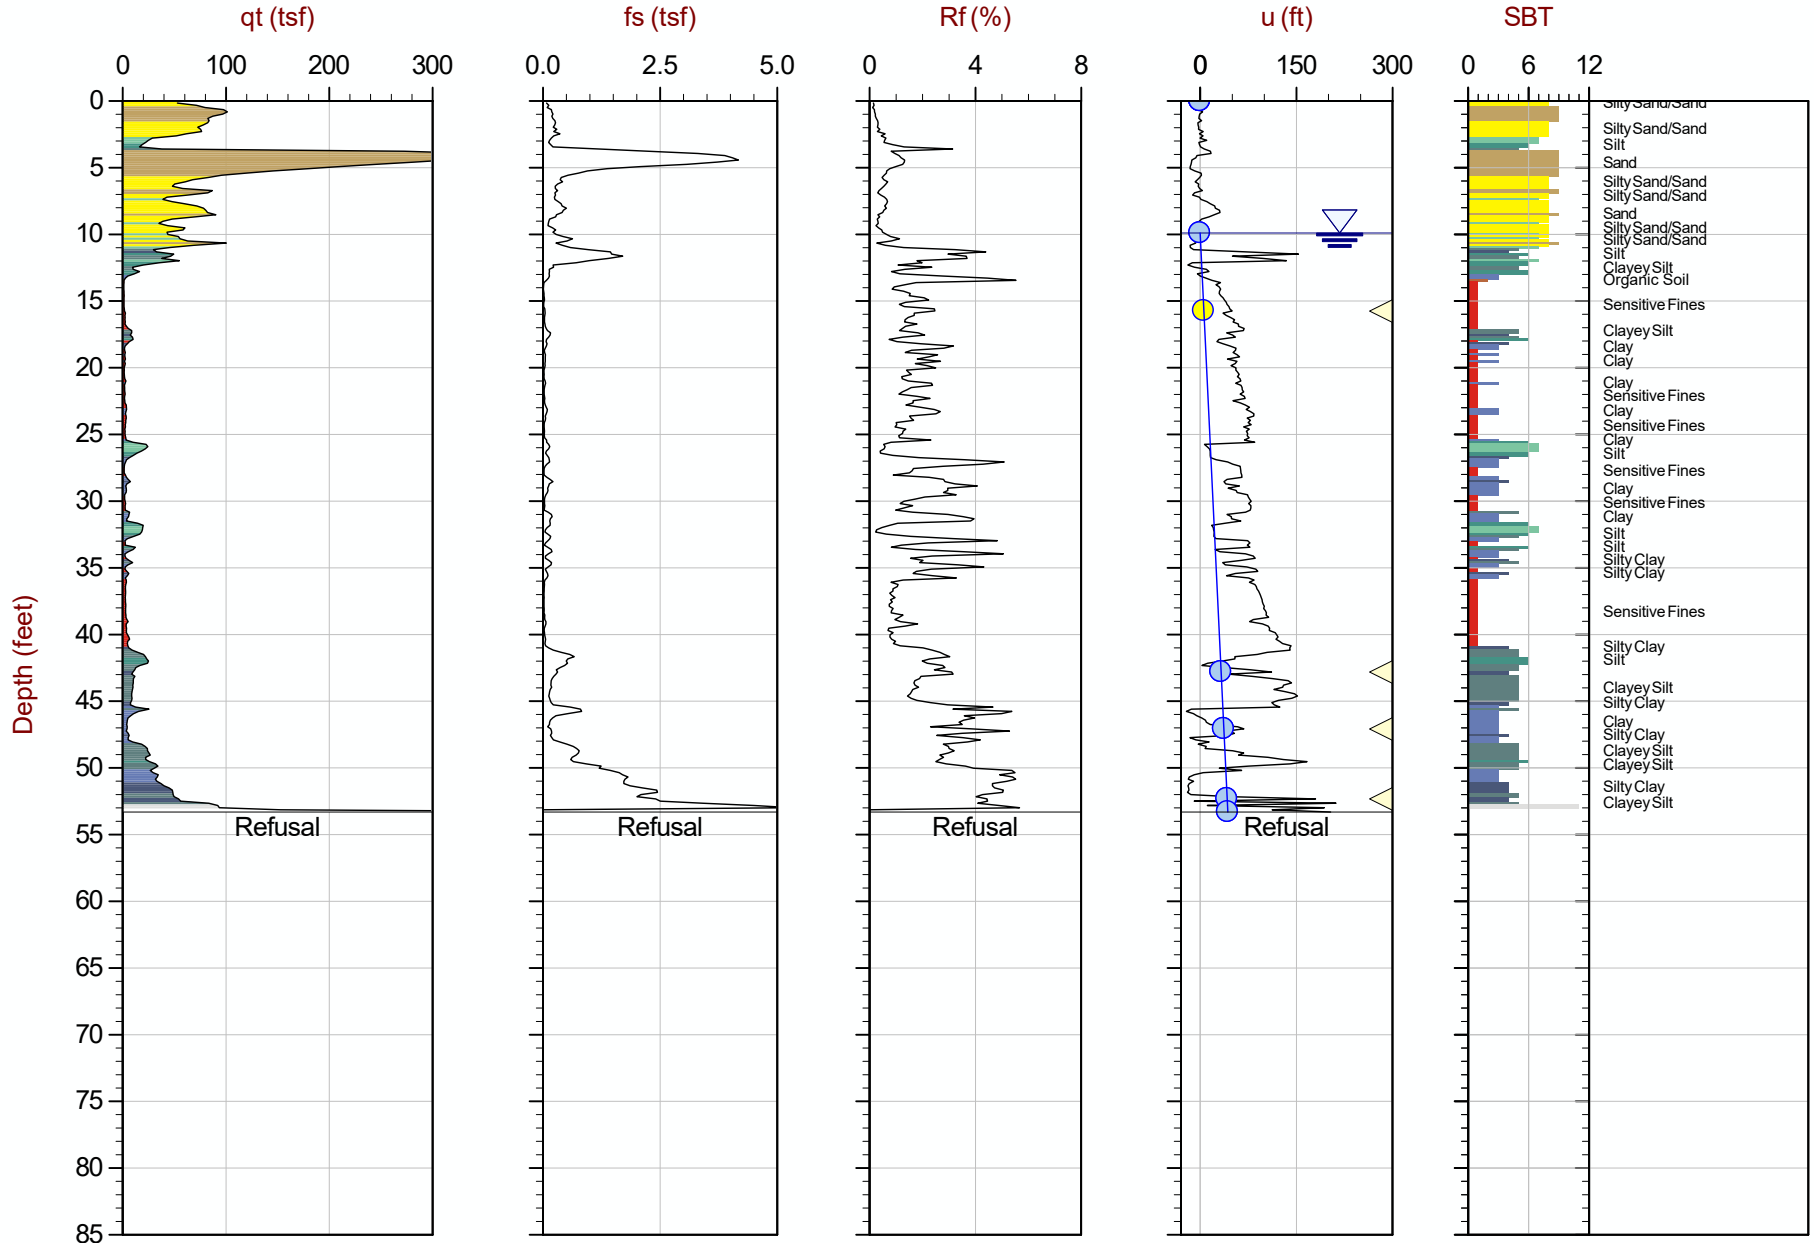 qt (tsf) fs (tsf) Rf (%) u (ft) SBT
0 100 200 300 0.0 2.5 5.0 0 4 8 0 150 300 0 6 12
0
5
10
15
20
25
30
35
40
45
50
55
60
65
70
75
80
85
Depth (feet)
Refusal Refusal Refusal Refusal
Silty Sand/Sand
Silty Sand/Sand
Silt
Sand
Silty Sand/Sand
Silty Sand/Sand
Sand
Silty Sand/Sand
Silty Sand/Sand
Silt
Clayey Silt
Organic Soil
Sensitive Fines
Clayey Silt
Clay
Clay
Clay
Sensitive Fines
Clay
Sensitive Fines
Clay
Silt
Sensitive Fines
Clay
Sensitive Fines
Clay
Silt
Silt
Silty Clay
Silty Clay
Sensitive Fines
Silty Clay
Silt
Clayey Silt
Silty Clay
Clay
Silty Clay
Clayey Silt
Clayey Silt
Silty Clay
Clayey Silt